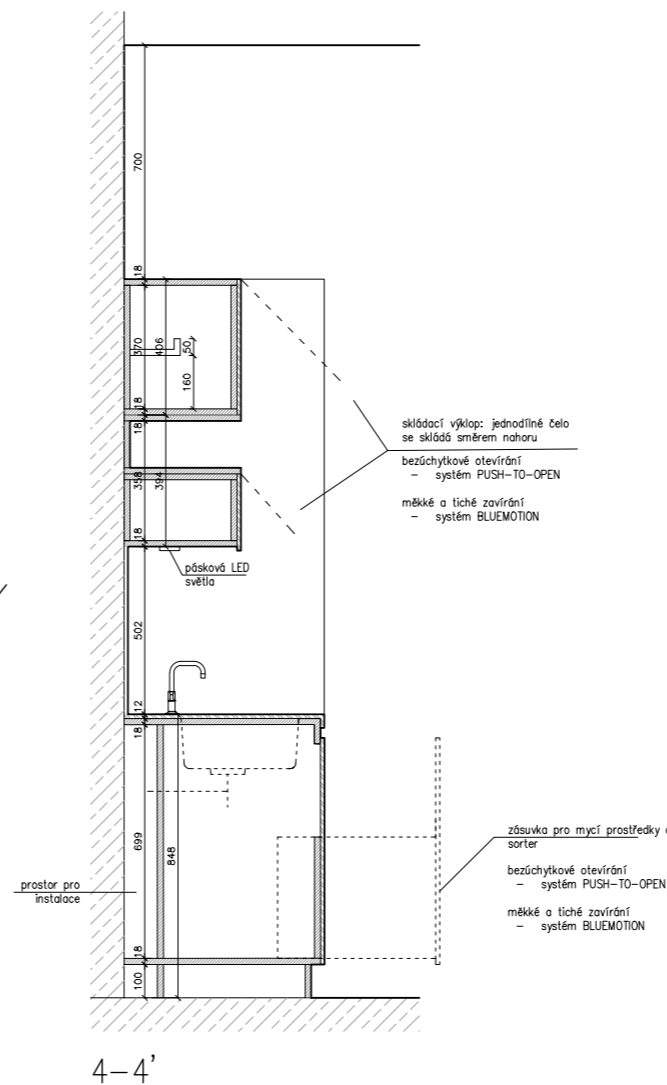 700
18
370
406
50
160
18
358
394
18
skládací výklop: jednodílné čelo
se skládá směrem nahoru
bezúchytkové otevírání
– systém PUSH-TO-OPEN
měkké a tiché zavírání
– systém BLUEMOTION
pásková LED
světla
502
12
18
699
848
18
100
prostor pro
instalace
zásuvka pro mycí prostředky
sorter
bezúchytkové otevírání
– systém PUSH-TO-OPEN
měkké a tiché zavírání
– systém BLUEMOTION
4-4'